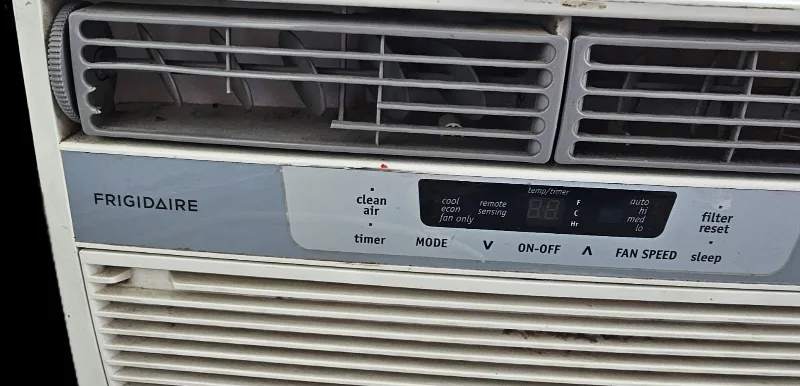 FRIGIDAIRE
clean
air
timer
MODE
cool
econ
fan only
remote
sensing
temp/timer
F
C
Hr
auto
hi
med
lo
∨
ON-OFF
∧
FAN SPEED
filter
reset
sleep